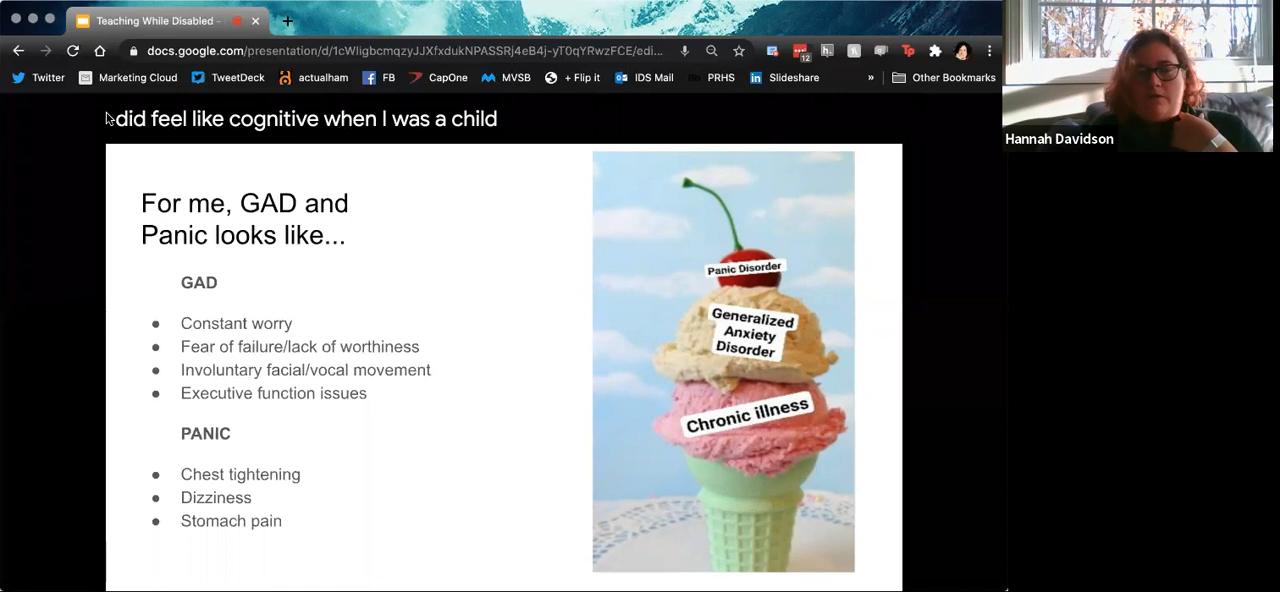 Teaching While Disabled -
docs.google.com/presentation/d/1cWligbcmqzyJJXfxdukNPASSRj4eB4j-yT0qYRwzFCE/edi...
12
Tp
Twitter
Marketing Cloud
TweetDeck
actualham
FB
CapOne
MVSB
+ Flip it
IDS Mail
PRHS
Slideshare
»
Other Bookmarks
Hannah Davidson
did feel like cognitive when I was a child
For me, GAD and
Panic looks like...
GAD
● Constant worry
● Fear of failure/lack of worthiness
● Involuntary facial/vocal movement
● Executive function issues
PANIC
● Chest tightening
● Dizziness
● Stomach pain
Panic Disorder
Generalized
Anxiety
Disorder
Chronic illness